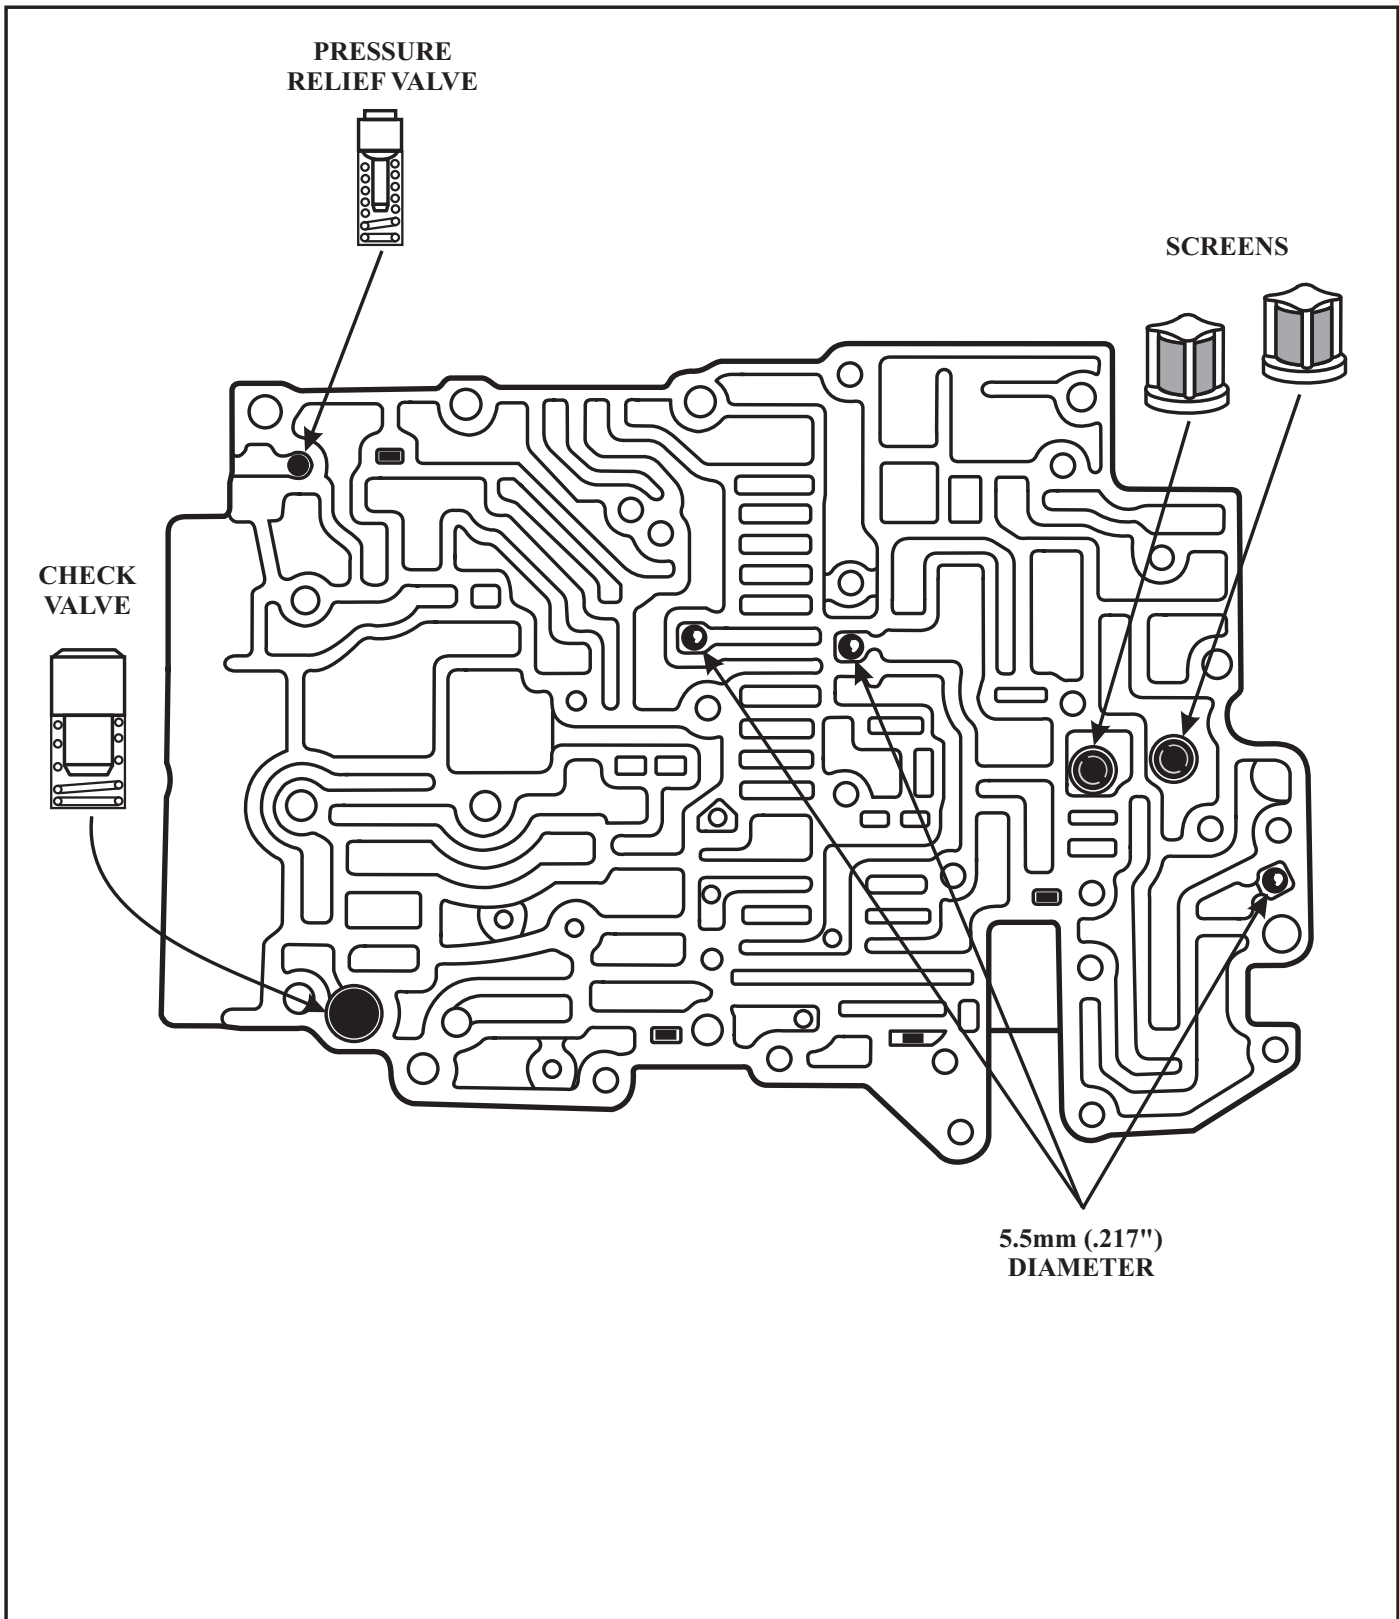 PRESSURE
RELIEF VALVE
SCREENS
CHECK
VALVE
5.5mm (.217")
DIAMETER